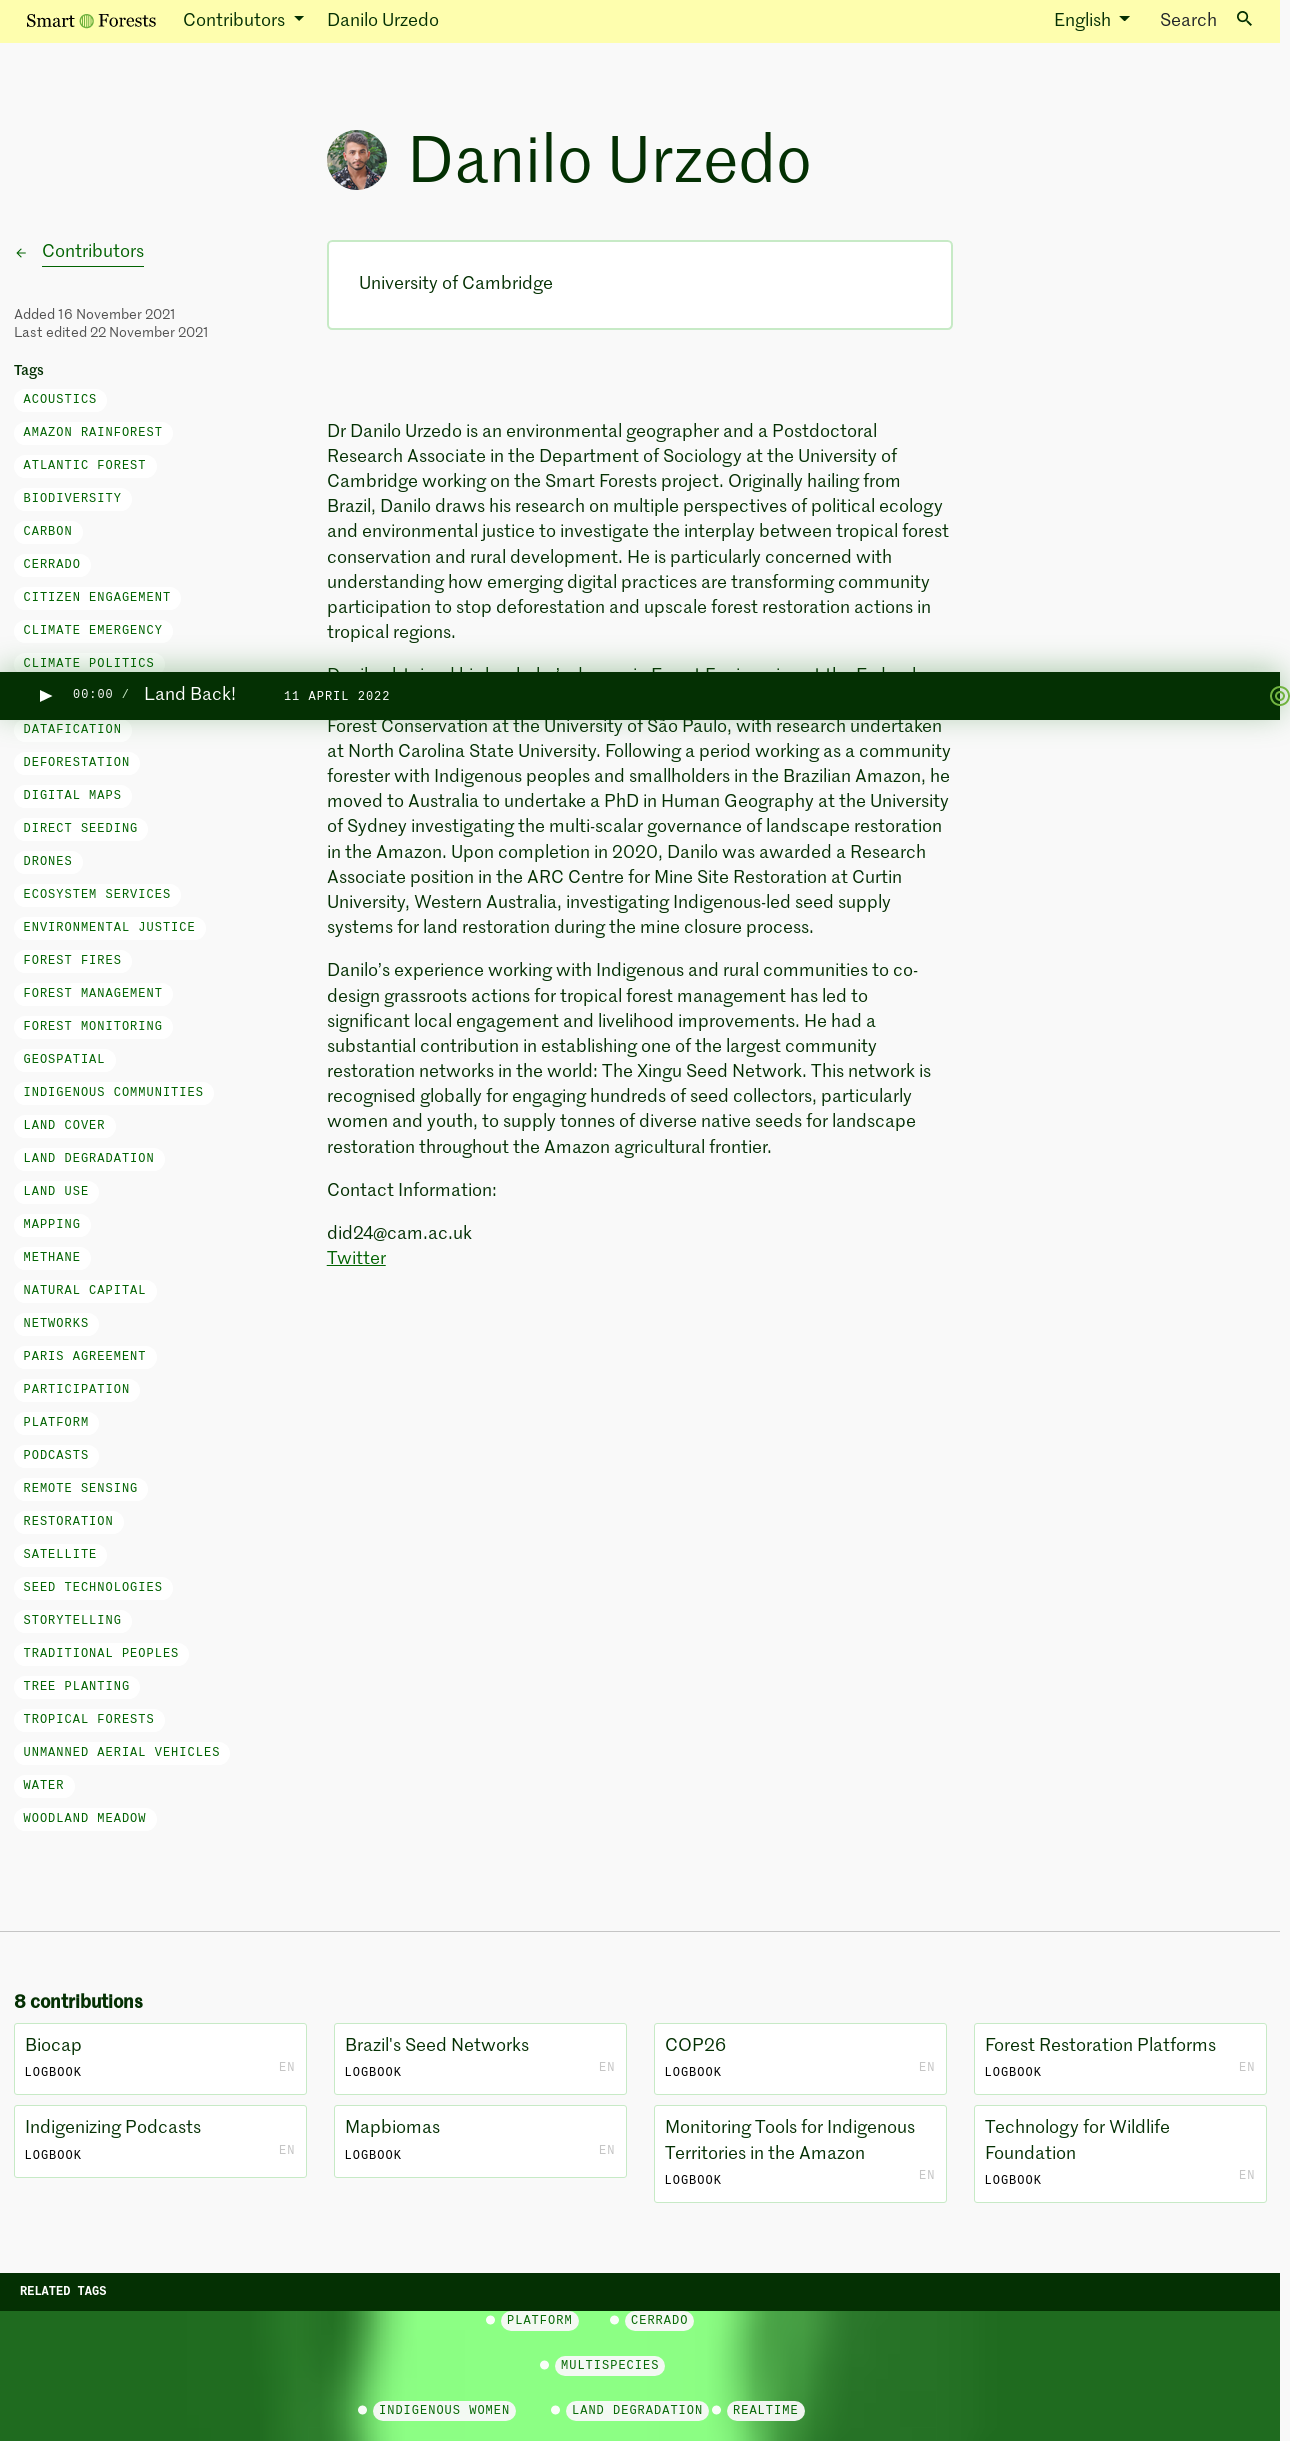 Smart Forests
Contributors
Danilo Urzedo
English
Search
Danilo Urzedo
Contributors
Added 16 November 2021
Last edited 22 November 2021
Tags
ACOUSTICS
AMAZON RAINFOREST
ATLANTIC FOREST
BIODIVERSITY
CARBON
CERRADO
CITIZEN ENGAGEMENT
CLIMATE EMERGENCY
CLIMATE POLITICS
DATAFICATION
DEFORESTATION
DIGITAL MAPS
DIRECT SEEDING
DRONES
ECOSYSTEM SERVICES
ENVIRONMENTAL JUSTICE
FOREST FIRES
FOREST MANAGEMENT
FOREST MONITORING
GEOSPATIAL
INDIGENOUS COMMUNITIES
LAND COVER
LAND DEGRADATION
LAND USE
MAPPING
METHANE
NATURAL CAPITAL
NETWORKS
PARIS AGREEMENT
PARTICIPATION
PLATFORM
PODCASTS
REMOTE SENSING
RESTORATION
SATELLITE
SEED TECHNOLOGIES
STORYTELLING
TRADITIONAL PEOPLES
TREE PLANTING
TROPICAL FORESTS
UNMANNED AERIAL VEHICLES
WATER
WOODLAND MEADOW
University of Cambridge
Dr Danilo Urzedo is an environmental geographer and a Postdoctoral
Research Associate in the Department of Sociology at the University of
Cambridge working on the Smart Forests project. Originally hailing from
Brazil, Danilo draws his research on multiple perspectives of political ecology
and environmental justice to investigate the interplay between tropical forest
conservation and rural development. He is particularly concerned with
understanding how emerging digital practices are transforming community
participation to stop deforestation and upscale forest restoration actions in
tropical regions.
00:00 / Land Back! 11 APRIL 2022
Forest Conservation at the University of São Paulo, with research undertaken
at North Carolina State University. Following a period working as a community
forester with Indigenous peoples and smallholders in the Brazilian Amazon, he
moved to Australia to undertake a PhD in Human Geography at the University
of Sydney investigating the multi-scalar governance of landscape restoration
in the Amazon. Upon completion in 2020, Danilo was awarded a Research
Associate position in the ARC Centre for Mine Site Restoration at Curtin
University, Western Australia, investigating Indigenous-led seed supply
systems for land restoration during the mine closure process.
Danilo’s experience working with Indigenous and rural communities to co-
design grassroots actions for tropical forest management has led to
significant local engagement and livelihood improvements. He had a
substantial contribution in establishing one of the largest community
restoration networks in the world: The Xingu Seed Network. This network is
recognised globally for engaging hundreds of seed collectors, particularly
women and youth, to supply tonnes of diverse native seeds for landscape
restoration throughout the Amazon agricultural frontier.
Contact Information:
did24@cam.ac.uk
Twitter
8 contributions
Biocap
LOGBOOK EN
Brazil's Seed Networks
LOGBOOK EN
COP26
LOGBOOK EN
Forest Restoration Platforms
LOGBOOK EN
Indigenizing Podcasts
LOGBOOK EN
Mapbiomas
LOGBOOK EN
Monitoring Tools for Indigenous
Territories in the Amazon
LOGBOOK EN
Technology for Wildlife
Foundation
LOGBOOK EN
RELATED TAGS
PLATFORM CERRADO
MULTISPECIES
INDIGENOUS WOMEN LAND DEGRADATION REALTIME